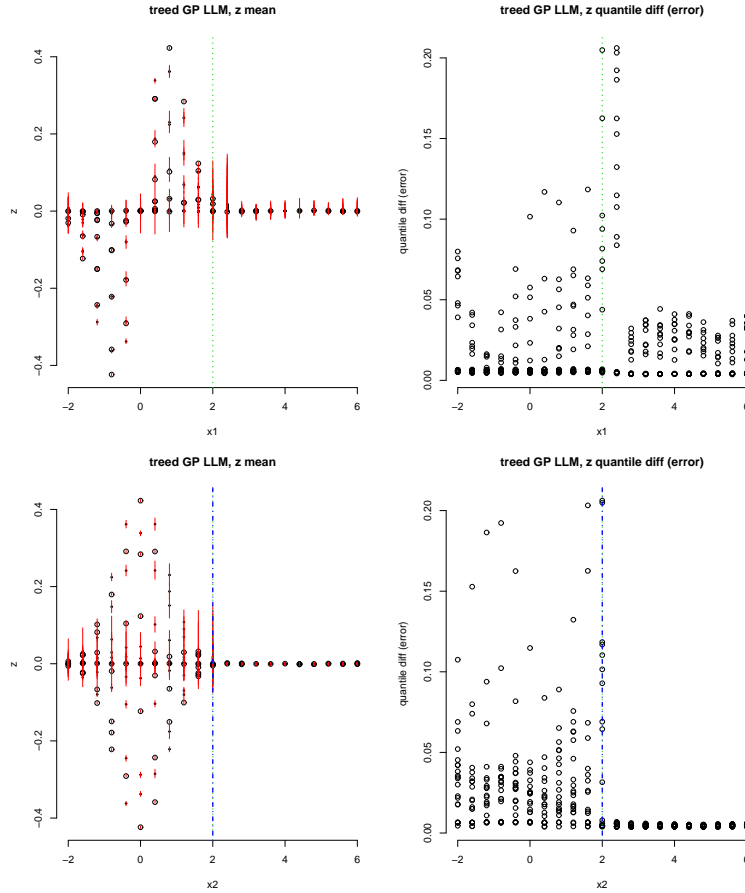 treed GP LLM, z mean
z
0.4
0.2
0.0
−0.2
−0.4
−2 0 2 4 6
x1
treed GP LLM, z quantile diff (error)
quantile diff (error)
0.20
0.15
0.10
0.05
0.00
−2 0 2 4 6
x1
treed GP LLM, z mean
z
0.4
0.2
0.0
−0.2
−0.4
−2 0 2 4 6
x2
treed GP LLM, z quantile diff (error)
quantile diff (error)
0.20
0.15
0.10
0.05
0.00
−2 0 2 4 6
x2